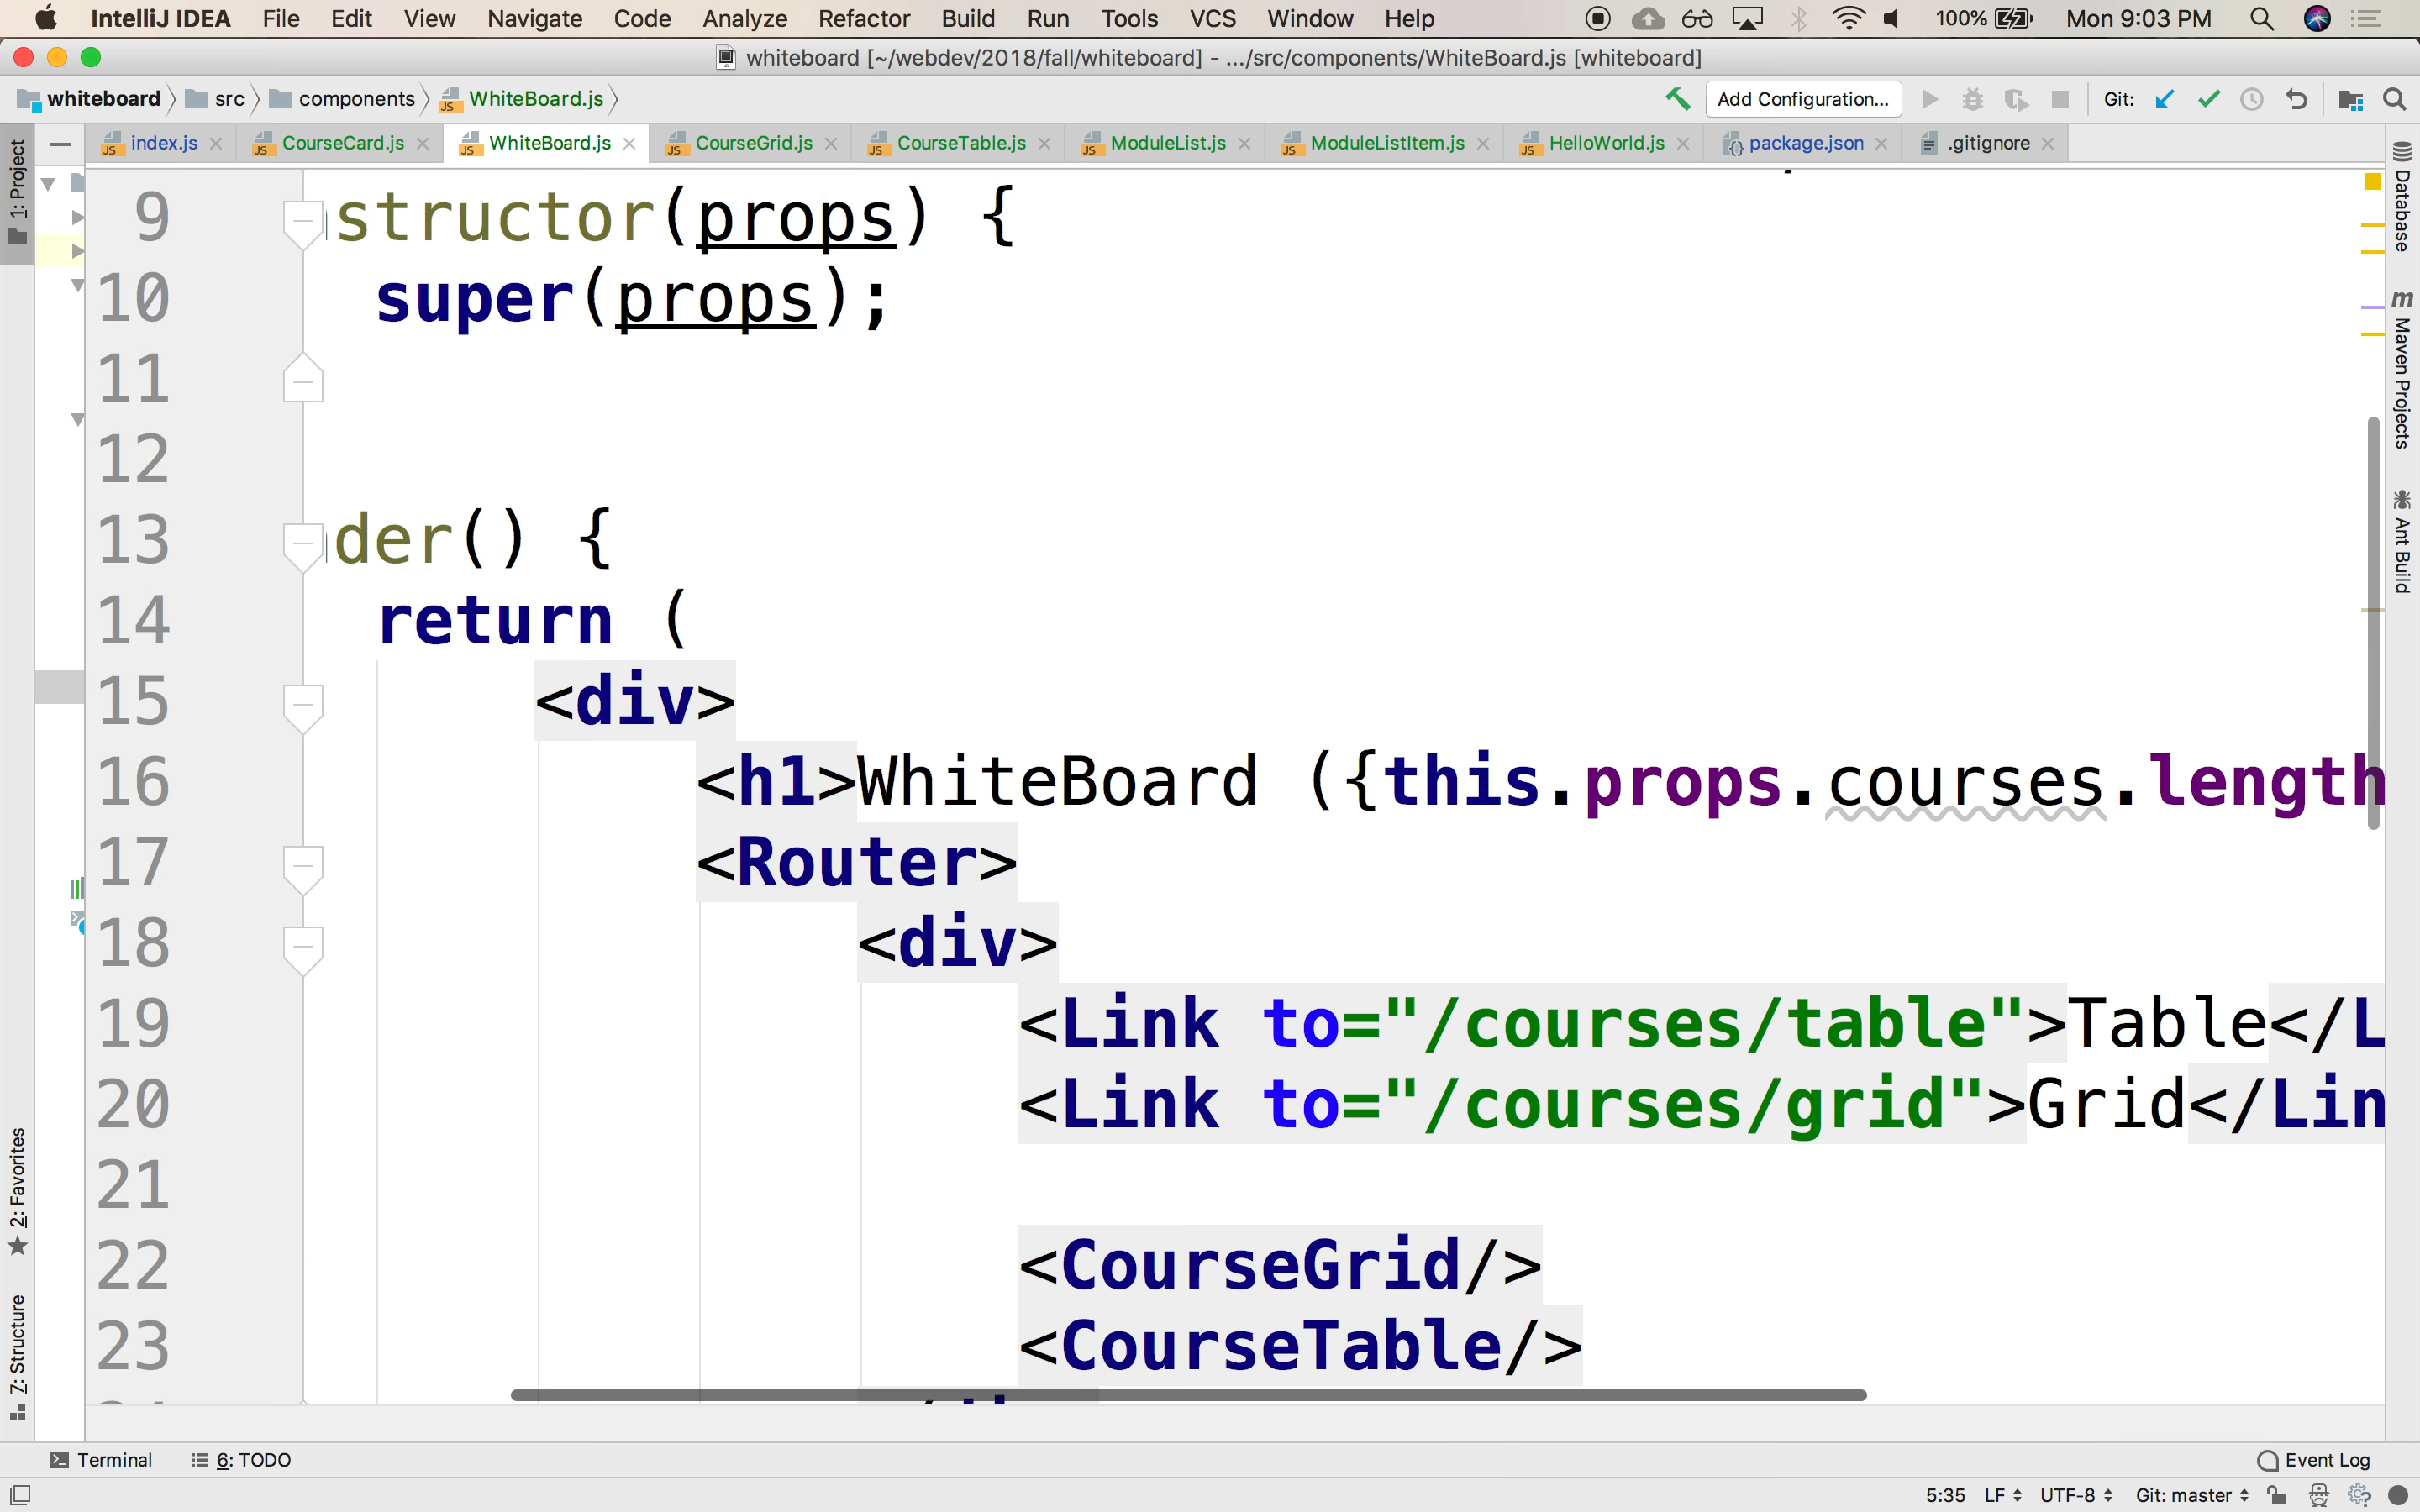 IntelliJ IDEA File Edit View Navigate Code Analyze Refactor Build Run Tools VCS Window Help 100% Mon 9:03 PM
whiteboard [~/webdev/2018/fall/whiteboard] - .../src/components/WhiteBoard.js [whiteboard]
whiteboard src components WhiteBoard.js Add Configuration... Git:
index.js CourseCard.js WhiteBoard.js CourseGrid.js CourseTable.js ModuleList.js ModuleListItem.js HelloWorld.js package.json .gitignore
1: Project
2: Favorites
7: Structure
9 structor(props) {
10 super(props);
11
12
13 der() {
14 return (
15 <div>
16 <h1>WhiteBoard ({this.props.courses.length
17 <Router>
18 <div>
19 <Link to="/courses/table">Table</L
20 <Link to="/courses/grid">Grid</Lin
21
22 <CourseGrid/>
23 <CourseTable/>
Database
m Maven Projects
Ant Build
Terminal 6: TODO Event Log
5:35 LF UTF-8 Git: master